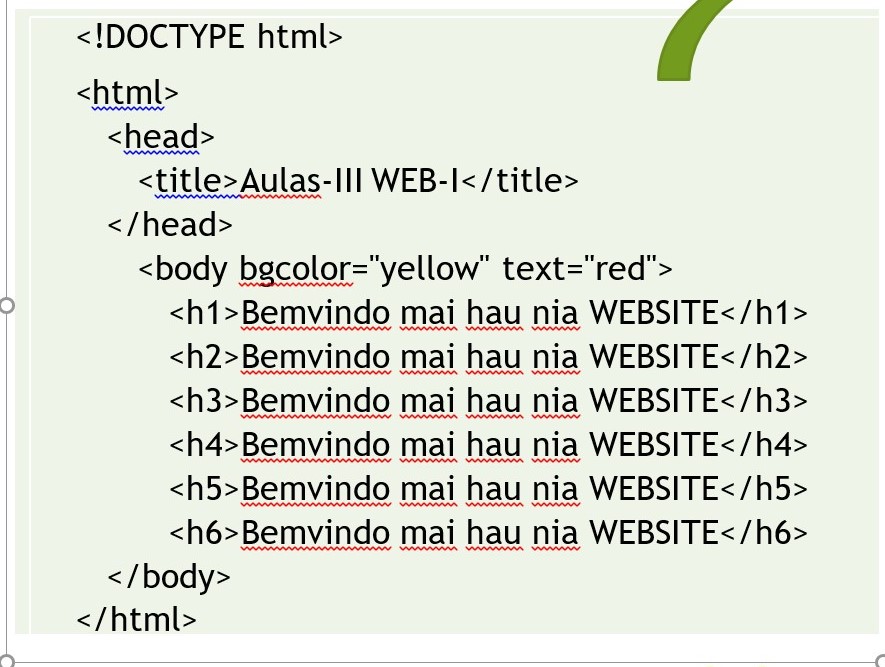 <!DOCTYPE html>
<html>
<head>
<title>Aulas-III WEB-I</title>
</head>
<body bgcolor="yellow" text="red">
<h1>Bemvindo mai hau nia WEBSITE</h1>
<h2>Bemvindo mai hau nia WEBSITE</h2>
<h3>Bemvindo mai hau nia WEBSITE</h3>
<h4>Bemvindo mai hau nia WEBSITE</h4>
<h5>Bemvindo mai hau nia WEBSITE</h5>
<h6>Bemvindo mai hau nia WEBSITE</h6>
</body>
</html>